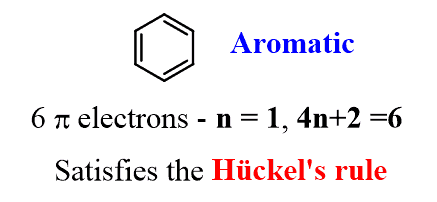 Aromatic
6 π electrons - n = 1, 4n+2 =6
Satisfies the Hückel's rule